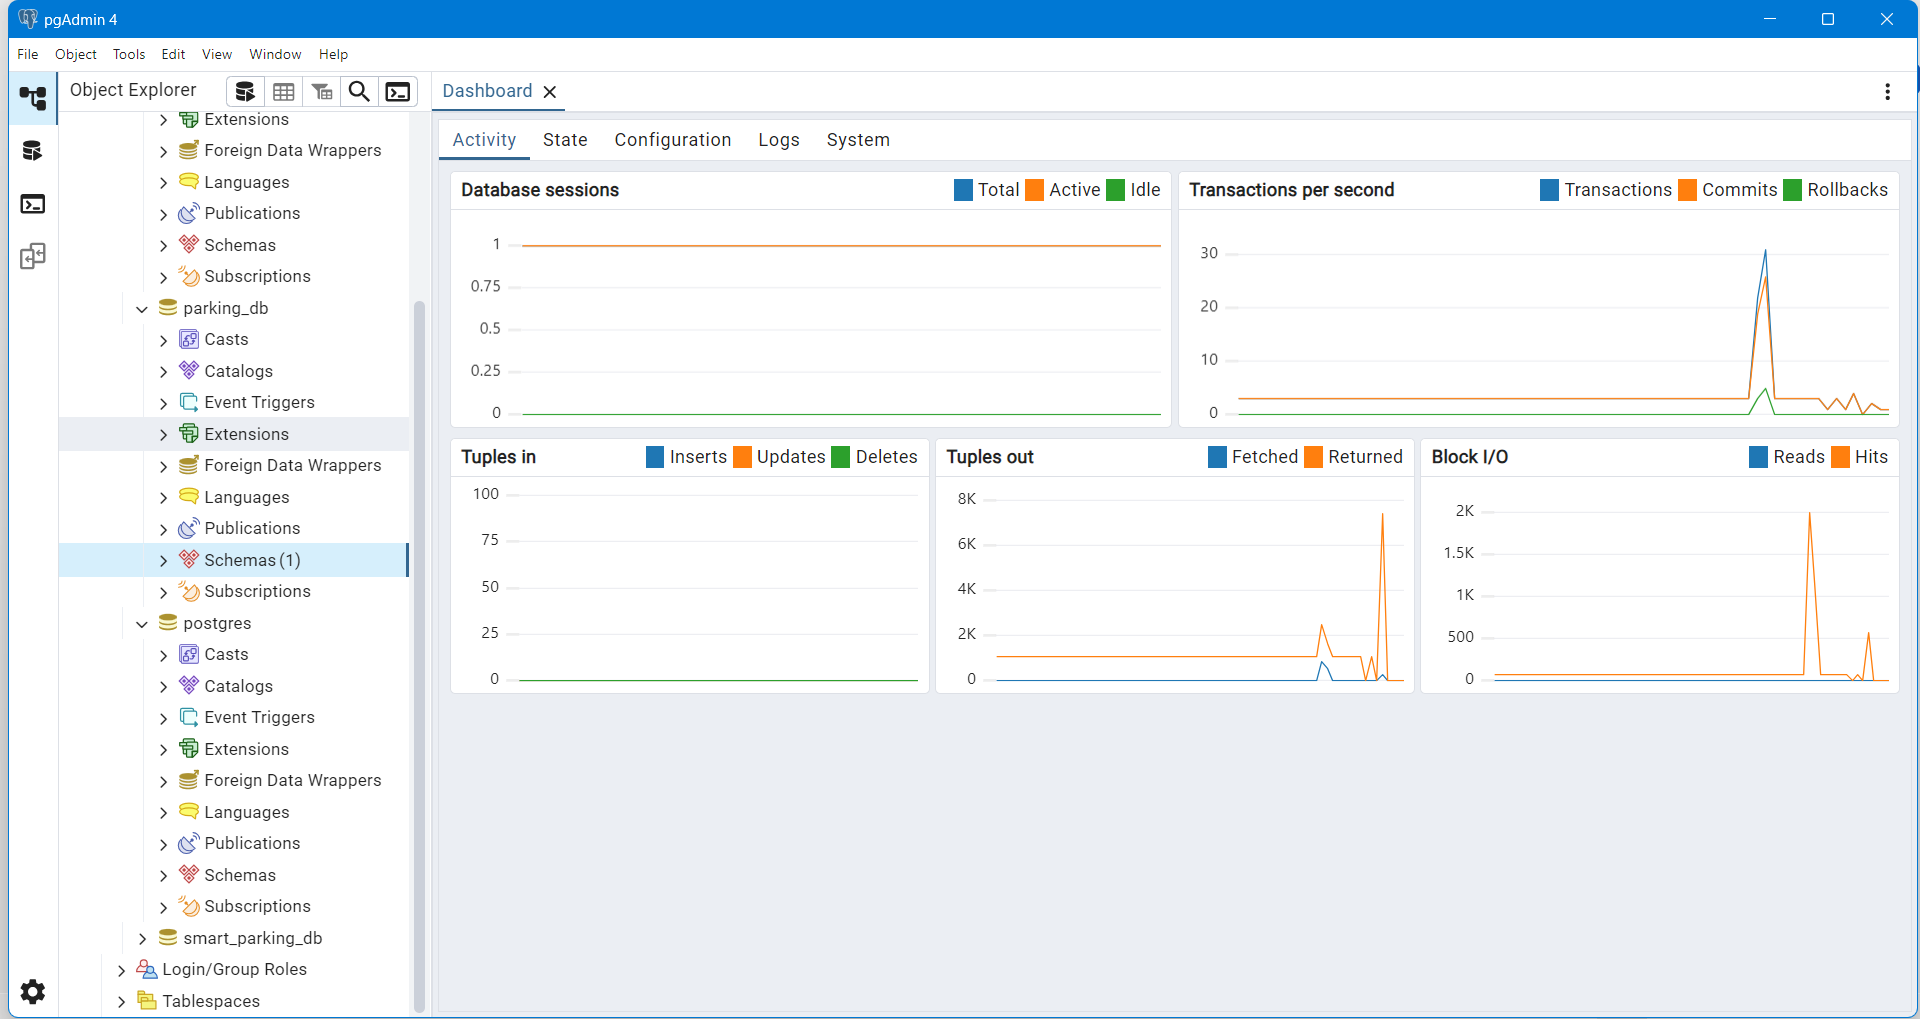 pgAdmin 4
File Object Tools Edit View Window Help
Object Explorer
Extensions
Foreign Data Wrappers
Languages
Publications
Schemas
Subscriptions
parking_db
Casts
Catalogs
Event Triggers
Extensions
Foreign Data Wrappers
Languages
Publications
Schemas (1)
Subscriptions
postgres
Casts
Catalogs
Event Triggers
Extensions
Foreign Data Wrappers
Languages
Publications
Schemas
Subscriptions
smart_parking_db
Login/Group Roles
Tablespaces
Dashboard
Activity State Configuration Logs System
Database sessions Total Active Idle
1
0.75
0.5
0.25
0
Transactions per second Transactions Commits Rollbacks
30
20
10
0
Tuples in Inserts Updates Deletes
100
75
50
25
0
Tuples out Fetched Returned
8K
6K
4K
2K
0
Block I/O Reads Hits
2K
1.5K
1K
500
0